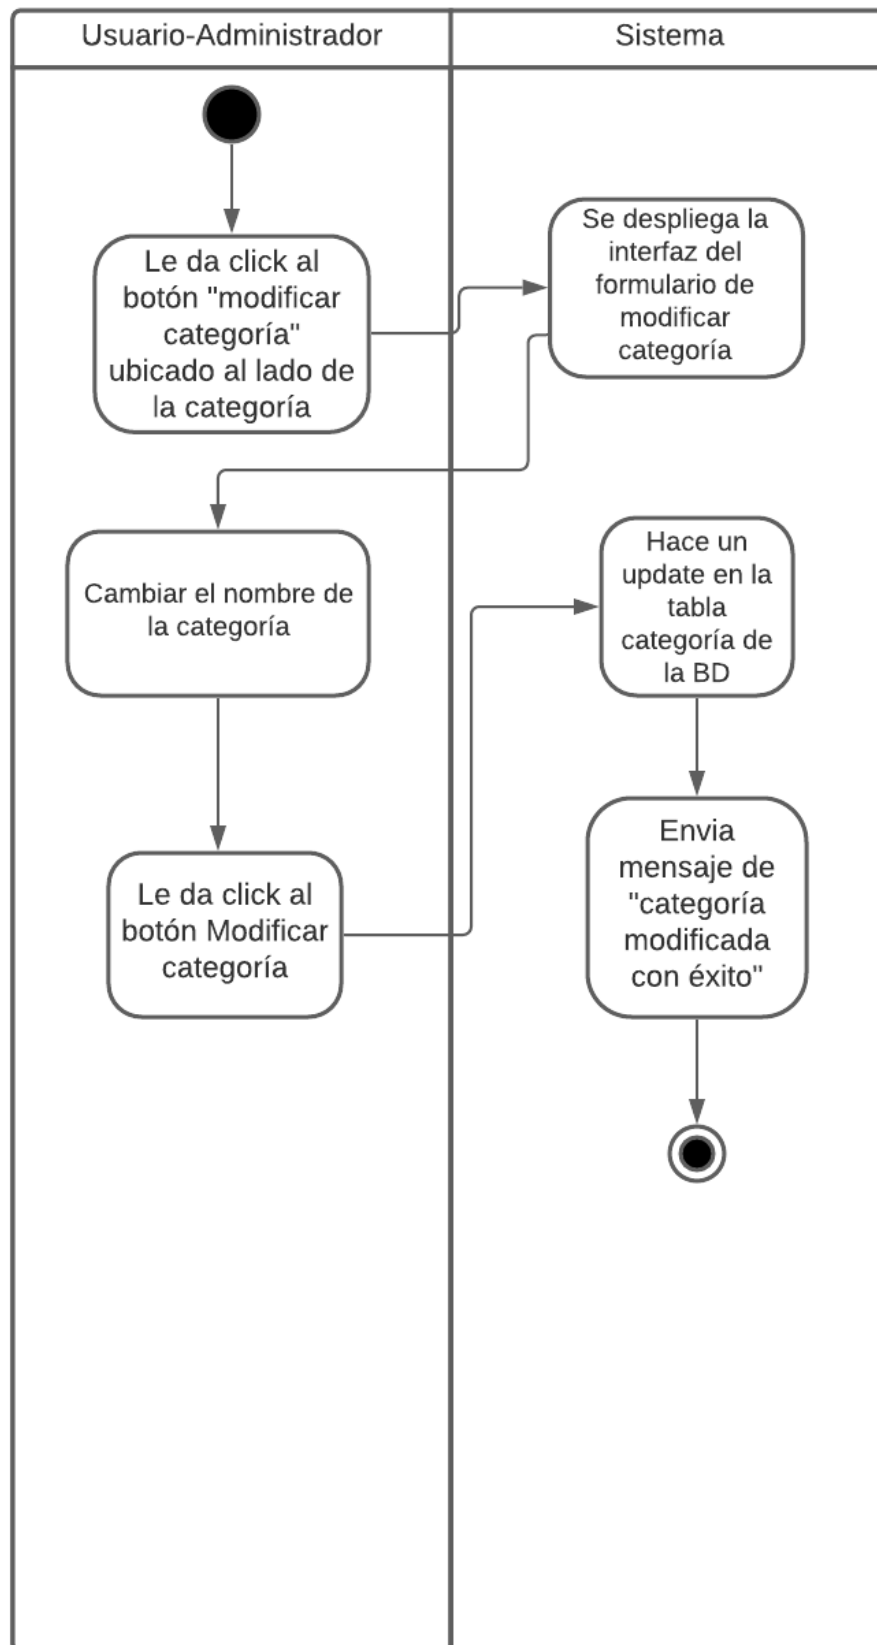 Usuario-Administrador
Sistema
Le da click al
botón "modificar
categoría"
ubicado al lado de
la categoría
Se despliega la
interfaz del
formulario de
modificar
categoría
Cambiar el nombre de
la categoría
Hace un
update en la
tabla
categoría de
la BD
Le da click al
botón Modificar
categoría
Envia
mensaje de
"categoría
modificada
con éxito"